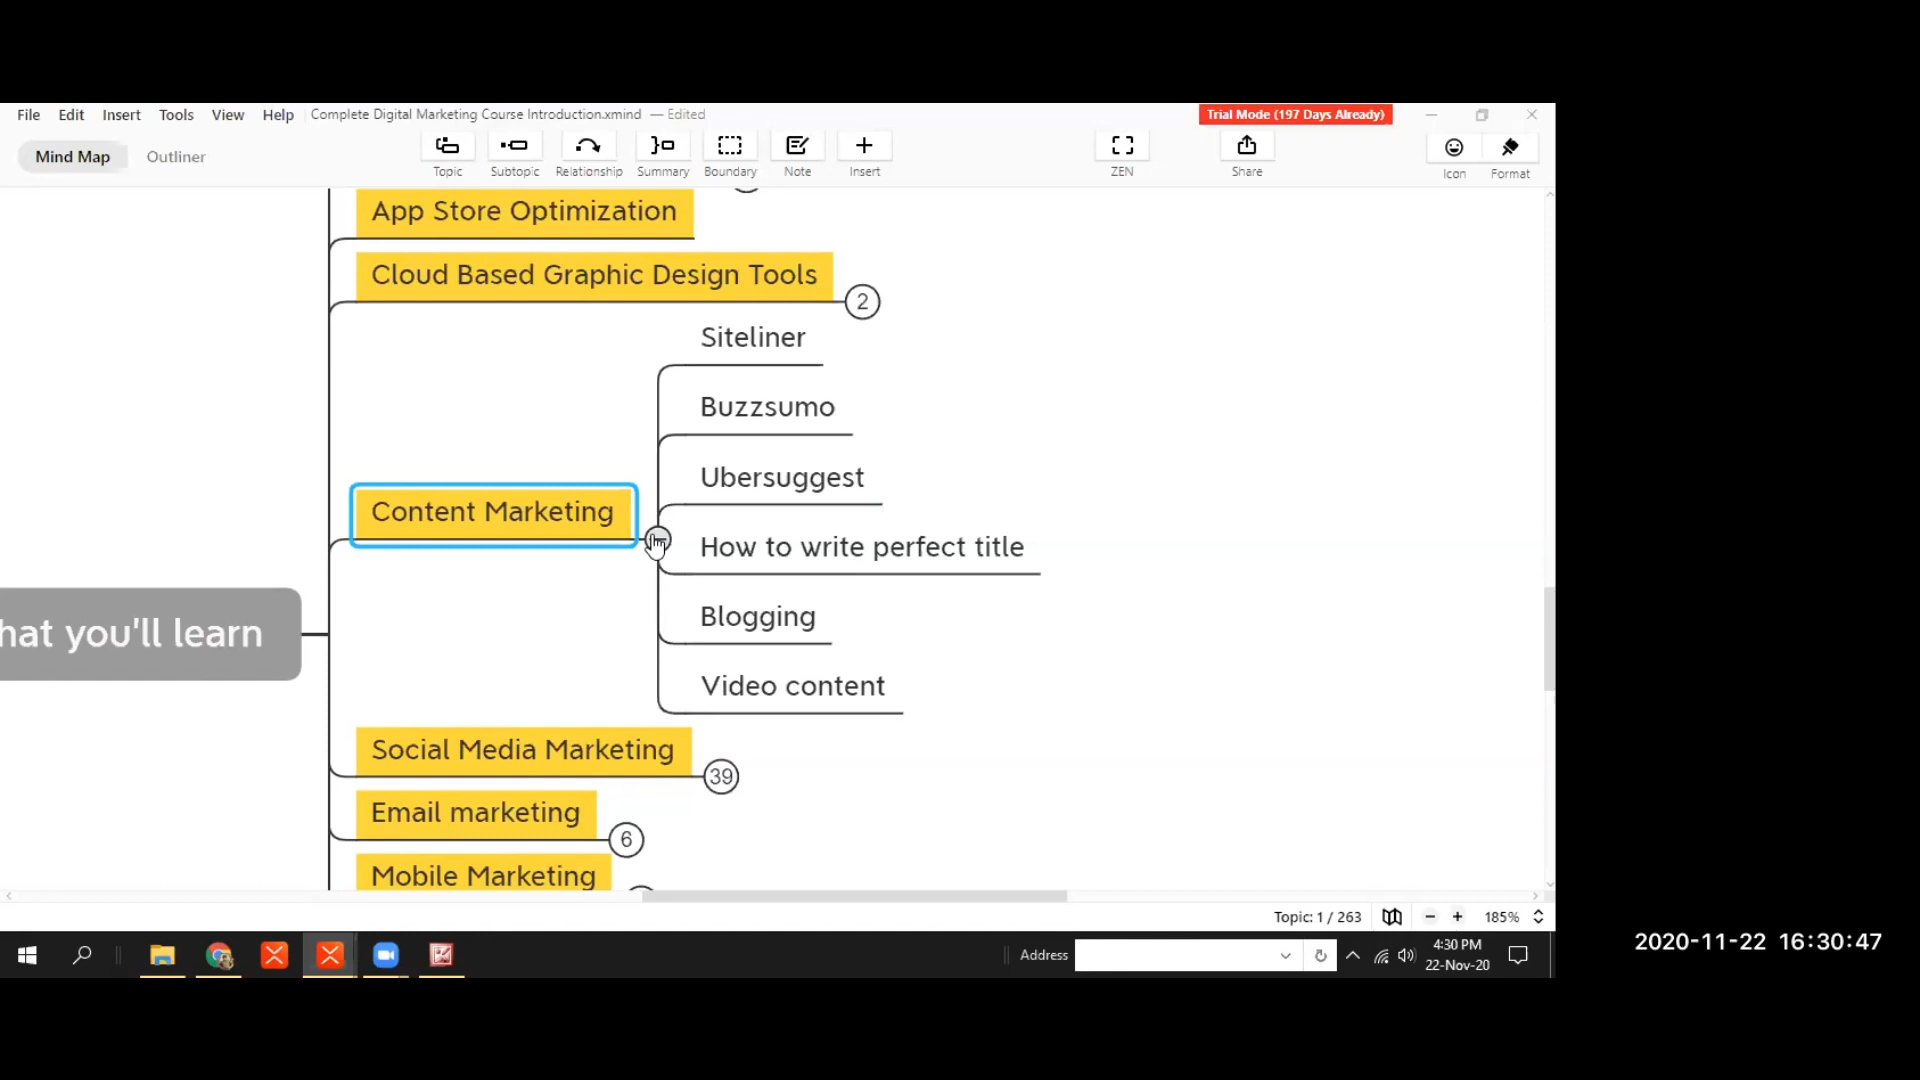 File Edit Insert Tools View Help Complete Digital Marketing Course Introduction.xmind — Edited Trial Mode (197 Days Already)
Mind Map Outliner
Topic Subtopic Relationship Summary Boundary Note Insert ZEN Share Icon Format
App Store Optimization
Cloud Based Graphic Design Tools
2
Siteliner
Buzzsumo
Ubersuggest
Content Marketing
How to write perfect title
Blogging
hat you'll learn
Video content
Social Media Marketing
39
Email marketing
6
Mobile Marketing
Topic: 1 / 263 185%
Address
4:30 PM
22-Nov-20
2020-11-22 16:30:47